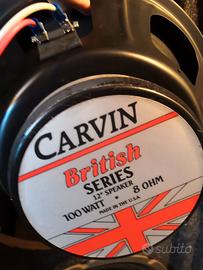 CARVIN
British
SERIES
12" SPEAKER
100 WATT • 8 OHM
MADE IN THE U.S.A.
subito